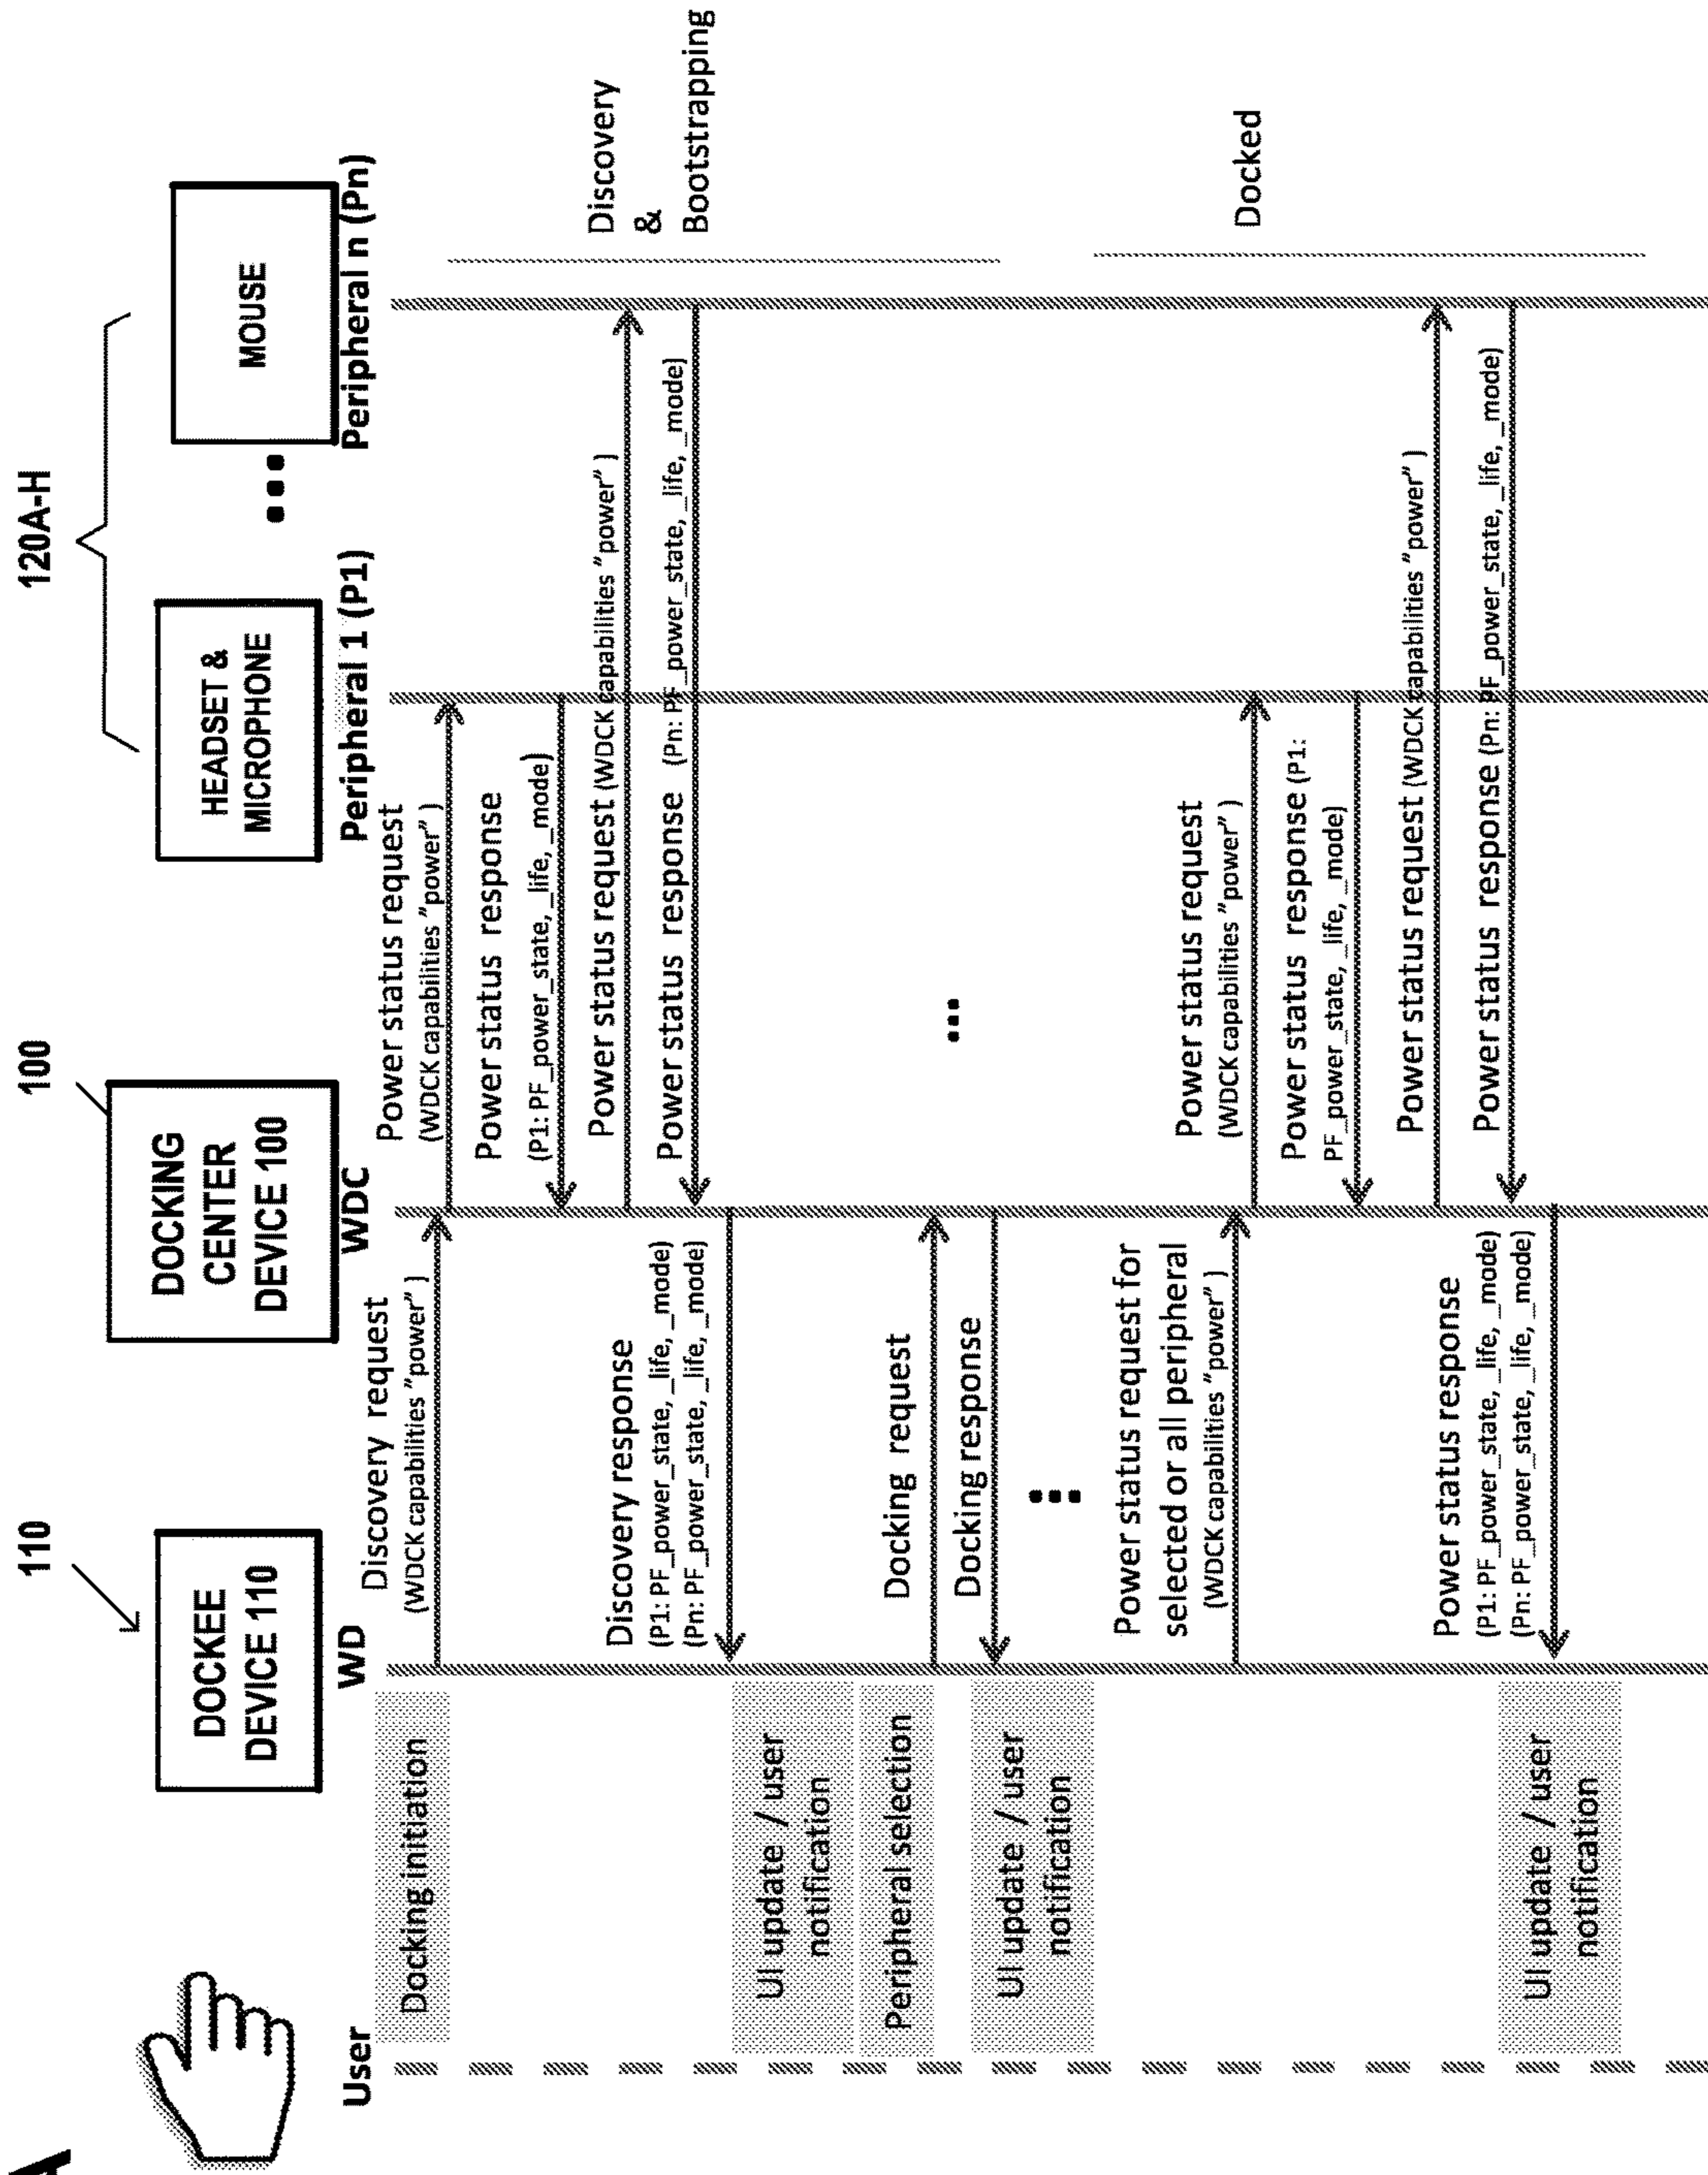 A
110
100
120A-H
DOCKEE
DEVICE 110
DOCKING
CENTER
DEVICE 100
HEADSET &
MICROPHONE
...
MOUSE
User
WD
WDC
Peripheral 1 (P1)
Peripheral n (Pn)
Docking initiation
Discovery request
(WDCK capabilities "power" )
Power status request
(WDCK capabilities "power" )
Power status response
(P1: PF_power_state, _life, _mode)
Power status request (WDCK capabilities "power" )
Power status response (Pn: PF_power_state, _life, _mode)
Discovery response
(P1: PF_power_state, _life, _mode)
(Pn: PF_power_state, _life, _mode)
Discovery
&
Bootstrapping
UI update / user
notification
Peripheral selection
Docking request
Docking response
UI update / user
notification
...
...
Power status request for
selected or all peripheral
(WDCK capabilities "power" )
Power status request
(WDCK capabilities "power" )
Power status response (P1:
PF_power_state, _life, _mode)
Docked
Power status request (WDCK capabilities "power" )
Power status response (Pn: PF_power_state, _life, _mode)
Power status response
(P1: PF_power_state, _life, _mode)
(Pn: PF_power_state, _life, _mode)
UI update / user
notification